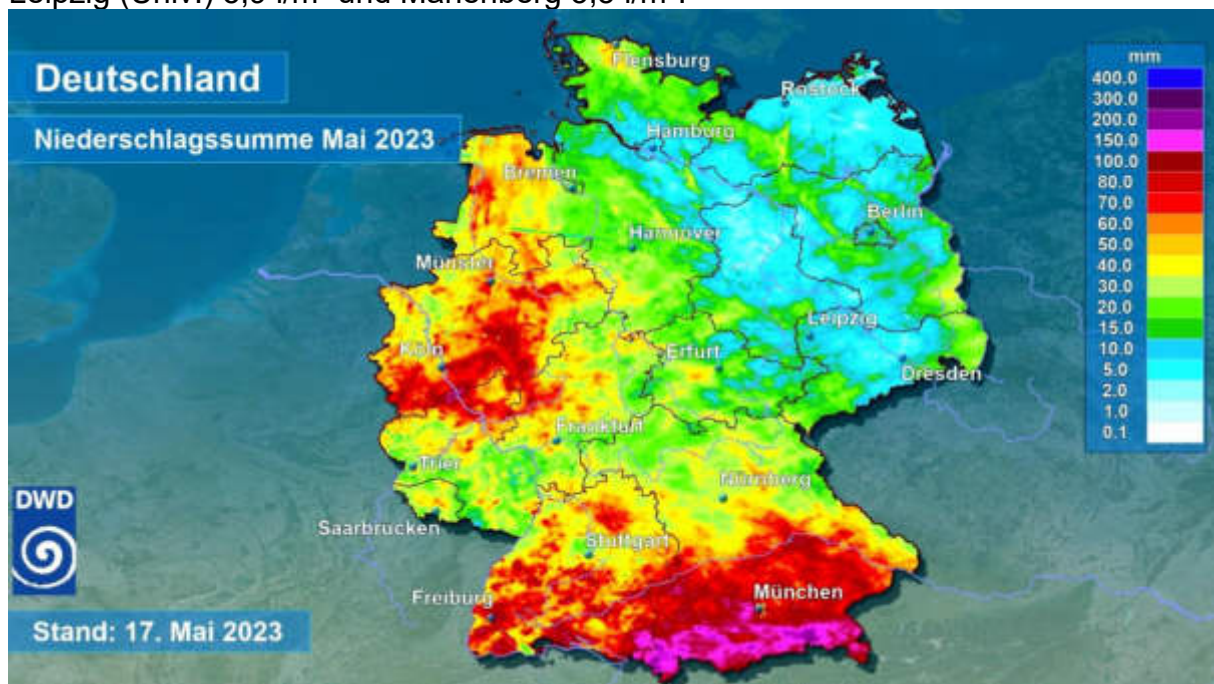 Deutschland
Niederschlagssumme Mai 2023
Flensburg
Rostock
Hamburg
Bremen
Berlin
Hannover
Münster
Leipzig
Köln
Erfurt
Dresden
Frankfurt
Trier
Nürnberg
Saarbrücken
Stuttgart
Freiburg
München
mm
400.0
300.0
200.0
150.0
100.0
80.0
70.0
60.0
50.0
40.0
30.0
20.0
15.0
10.0
5.0
2.0
1.0
0.1
DWD
Stand: 17. Mai 2023